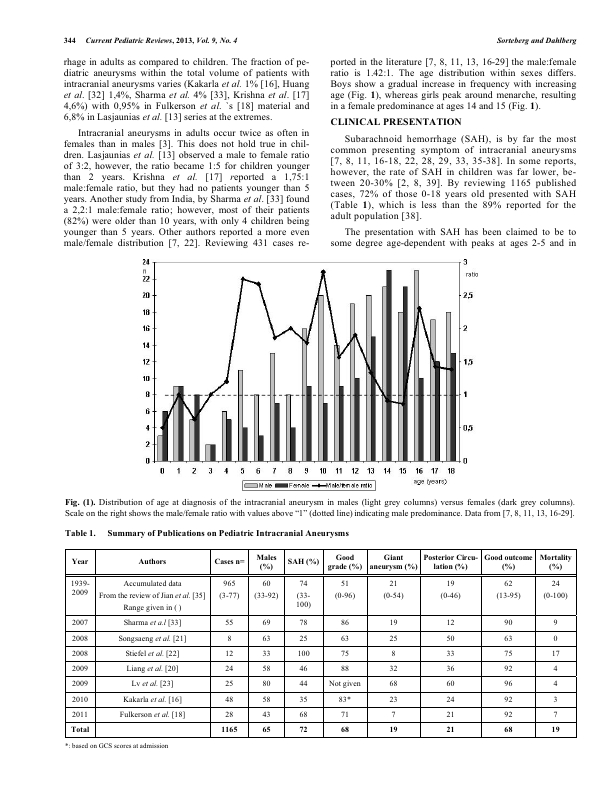 344 Current Pediatric Reviews, 2013, Vol. 9, No. 4 Sorteberg and Dahlberg
rhage in adults as compared to children. The fraction of pe-
diatric aneurysms within the total volume of patients with
intracranial aneurysms varies (Kakarla et al. 1% [16], Huang
et al. [32] 1,4%, Sharma et al. 4% [33], Krishna et al. [17]
4,6%) with 0,95% in Fulkerson et al. `s [18] material and
6,8% in Lasjaunias et al. [13] series at the extremes.
Intracranial aneurysms in adults occur twice as often in
females than in males [3]. This does not hold true in chil-
dren. Lasjaunias et al. [13] observed a male to female ratio
of 3:2, however, the ratio became 1:5 for children younger
than 2 years. Krishna et al. [17] reported a 1,75:1
male:female ratio, but they had no patients younger than 5
years. Another study from India, by Sharma et al. [33] found
a 2,2:1 male:female ratio; however, most of their patients
(82%) were older than 10 years, with only 4 children being
younger than 5 years. Other authors reported a more even
male/female distribution [7, 22]. Reviewing 431 cases re-
ported in the literature [7, 8, 11, 13, 16-29] the male:female
ratio is 1.42:1. The age distribution within sexes differs.
Boys show a gradual increase in frequency with increasing
age (Fig. 1), whereas girls peak around menarche, resulting
in a female predominance at ages 14 and 15 (Fig. 1).
CLINICAL PRESENTATION
Subarachnoid hemorrhage (SAH), is by far the most
common presenting symptom of intracranial aneurysms
[7, 8, 11, 16-18, 22, 28, 29, 33, 35-38]. In some reports,
however, the rate of SAH in children was far lower, be-
tween 20-30% [2, 8, 39]. By reviewing 1165 published
cases, 72% of those 0-18 years old presented with SAH
(Table 1), which is less than the 89% reported for the
adult population [38].
The presentation with SAH has been claimed to be to
some degree age-dependent with peaks at ages 2-5 and in
24 3
n ratio
22
20 2,5
18
16 2
14
12 1,5
10
8 1
6
4 0,5
2
0 0
0 1 2 3 4 5 6 7 8 9 10 11 12 13 14 15 16 17 18
age (years)
Male Female Male/female ratio
Fig. (1). Distribution of age at diagnosis of the intracranial aneurysm in males (light grey columns) versus females (dark grey columns).
Scale on the right shows the male/female ratio with values above “1” (dotted line) indicating male predominance. Data from [7, 8, 11, 13, 16-29].
Table 1. Summary of Publications on Pediatric Intracranial Aneurysms
Year Authors Cases n= Males (%) SAH (%) Good grade (%) Giant aneurysm (%) Posterior Circu-lation (%) Good outcome (%) Mortality (%)
1939- Accumulated data 965 60 74 51 21 19 62 24
2009 From the review of Jian et al. [35] (3-77) (33-92) (33- (0-96) (0-54) (0-46) (13-95) (0-100)
Range given in ( ) 100)
2007 Sharma et a.l [33] 55 69 78 86 19 12 90 9
2008 Songsaeng et al. [21] 8 63 25 63 25 50 63 0
2008 Stiefel et al. [22] 12 33 100 75 8 33 75 17
2009 Liang et al. [20] 24 58 46 88 32 36 92 4
2009 Lv et al. [23] 25 80 44 Not given 68 60 96 4
2010 Kakarla et al. [16] 48 58 35 83* 23 24 92 3
2011 Fulkerson et al. [18] 28 43 68 71 7 21 92 7
Total 1165 65 72 68 19 21 68 19
*: based on GCS scores at admission